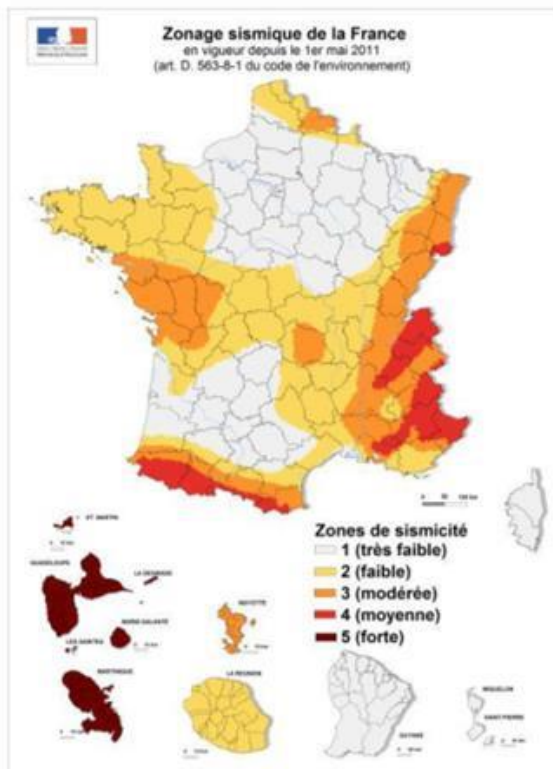 Zonage sismique de la France
en vigueur depuis le 1er mai 2011
(art. D. 563-8-1 du code de l'environnement)
Zones de sismicité
1 (très faible)
2 (faible)
3 (modérée)
4 (moyenne)
5 (forte)
ST MARTIN
GUADELOUPE
LA DESIRADE
MARIE-GALANTE
LES SAINTES
MARTINIQUE
MAYOTTE
LA REUNION
GUYANE
MIQUELON
SAINT-PIERRE